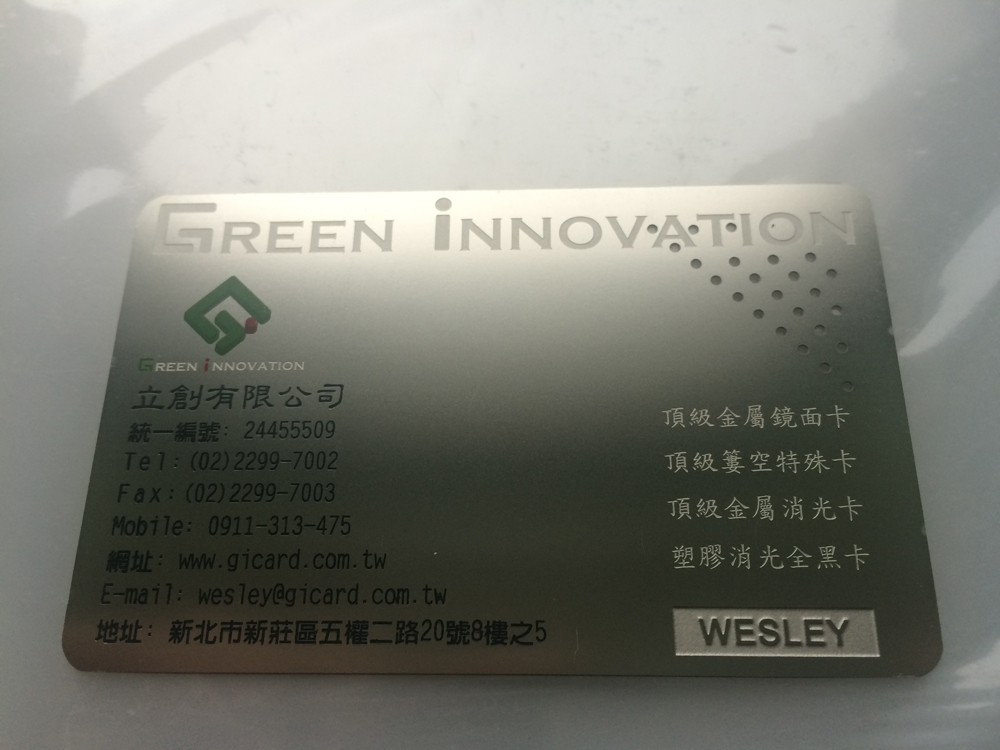 GREEN iNNOVATION
GREEN iNNOVATION
立創有限公司
統一編號: 24455509
Tel:(02)2299-7002
Fax:(02)2299-7003
Mobile: 0911-313-475
網址: www.gicard.com.tw
E-mail: wesley@gicard.com.tw
地址: 新北市新莊區五權二路20號8樓之5
頂級金屬鏡面卡
頂級簍空特殊卡
頂級金屬消光卡
塑膠消光全黑卡
WESLEY